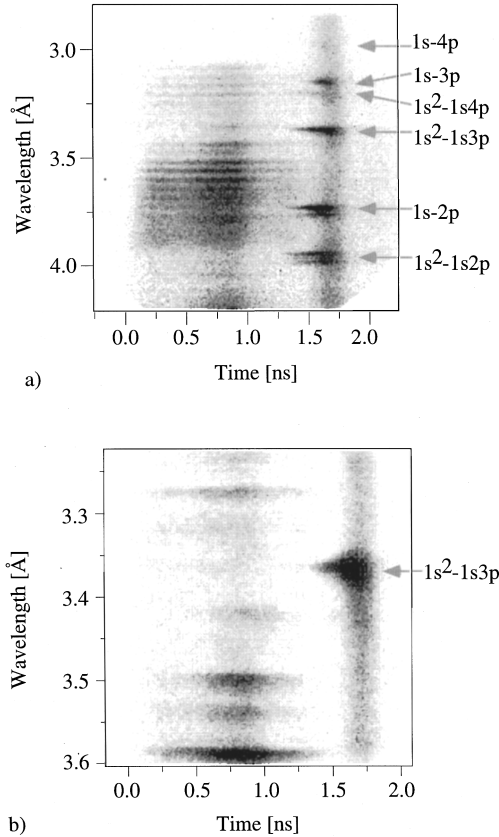 3.0
3.5
4.0
Wavelength [Å]
1s-4p
1s-3p
1s²-1s4p
1s²-1s3p
1s-2p
1s²-1s2p
0.0 0.5 1.0 1.5 2.0
Time [ns]
a)
3.3
3.4
3.5
3.6
Wavelength [Å]
1s²-1s3p
0.0 0.5 1.0 1.5 2.0
Time [ns]
b)